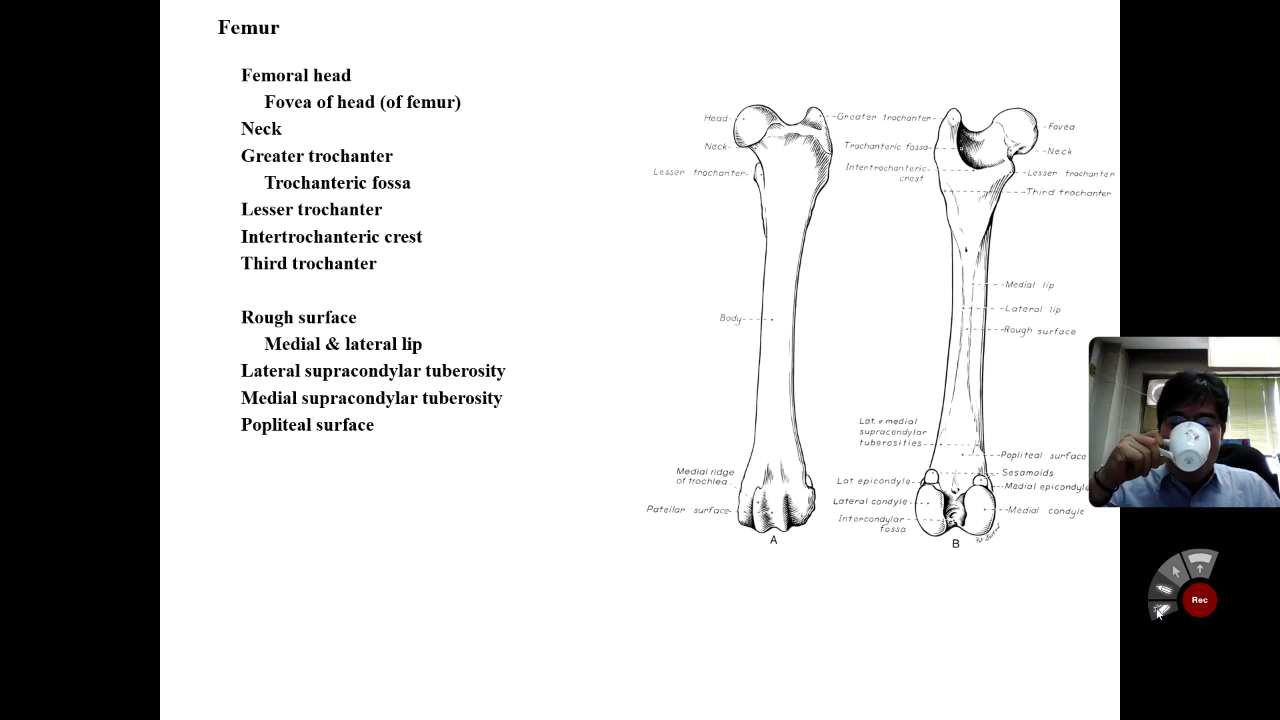 Femur
Femoral head
Fovea of head (of femur)
Neck
Greater trochanter
Trochanteric fossa
Lesser trochanter
Intertrochanteric crest
Third trochanter
Rough surface
Medial & lateral lip
Lateral supracondylar tuberosity
Medial supracondylar tuberosity
Popliteal surface
Head
Neck
Lesser trochanter
Body
Medial ridge
of trochlea
Patellar surface
A
Greater trochanter
Trochanteric fossa
Intertrochanteric
crest
Lat. & medial
supracondylar
tuberosities
Lat. epicondyle
Lateral condyle
Intercondylar
fossa
B
Fovea
Neck
Lesser trochanter
Third trochanter
Medial lip
Lateral lip
Rough surface
Popliteal surface
Sesamoids
Medial epicondyle
Medial condyle
Rec